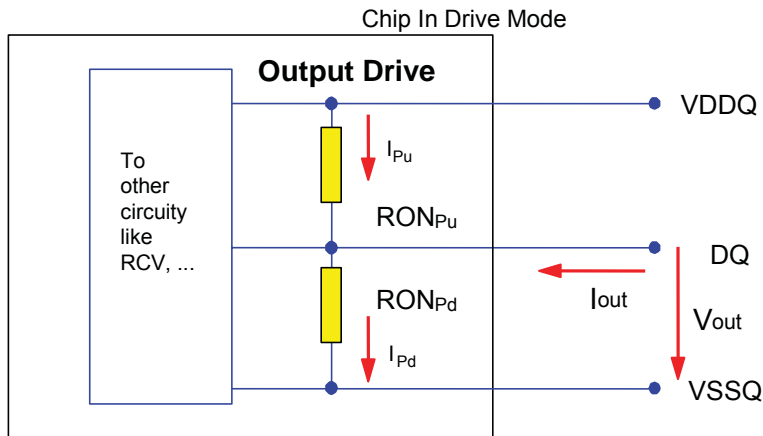 Chip In Drive Mode
Output Drive
VDDQ
To
other
circuity
like
RCV, ...
IPu
RONPu
DQ
RONPd
Iout
Vout
IPd
VSSQ